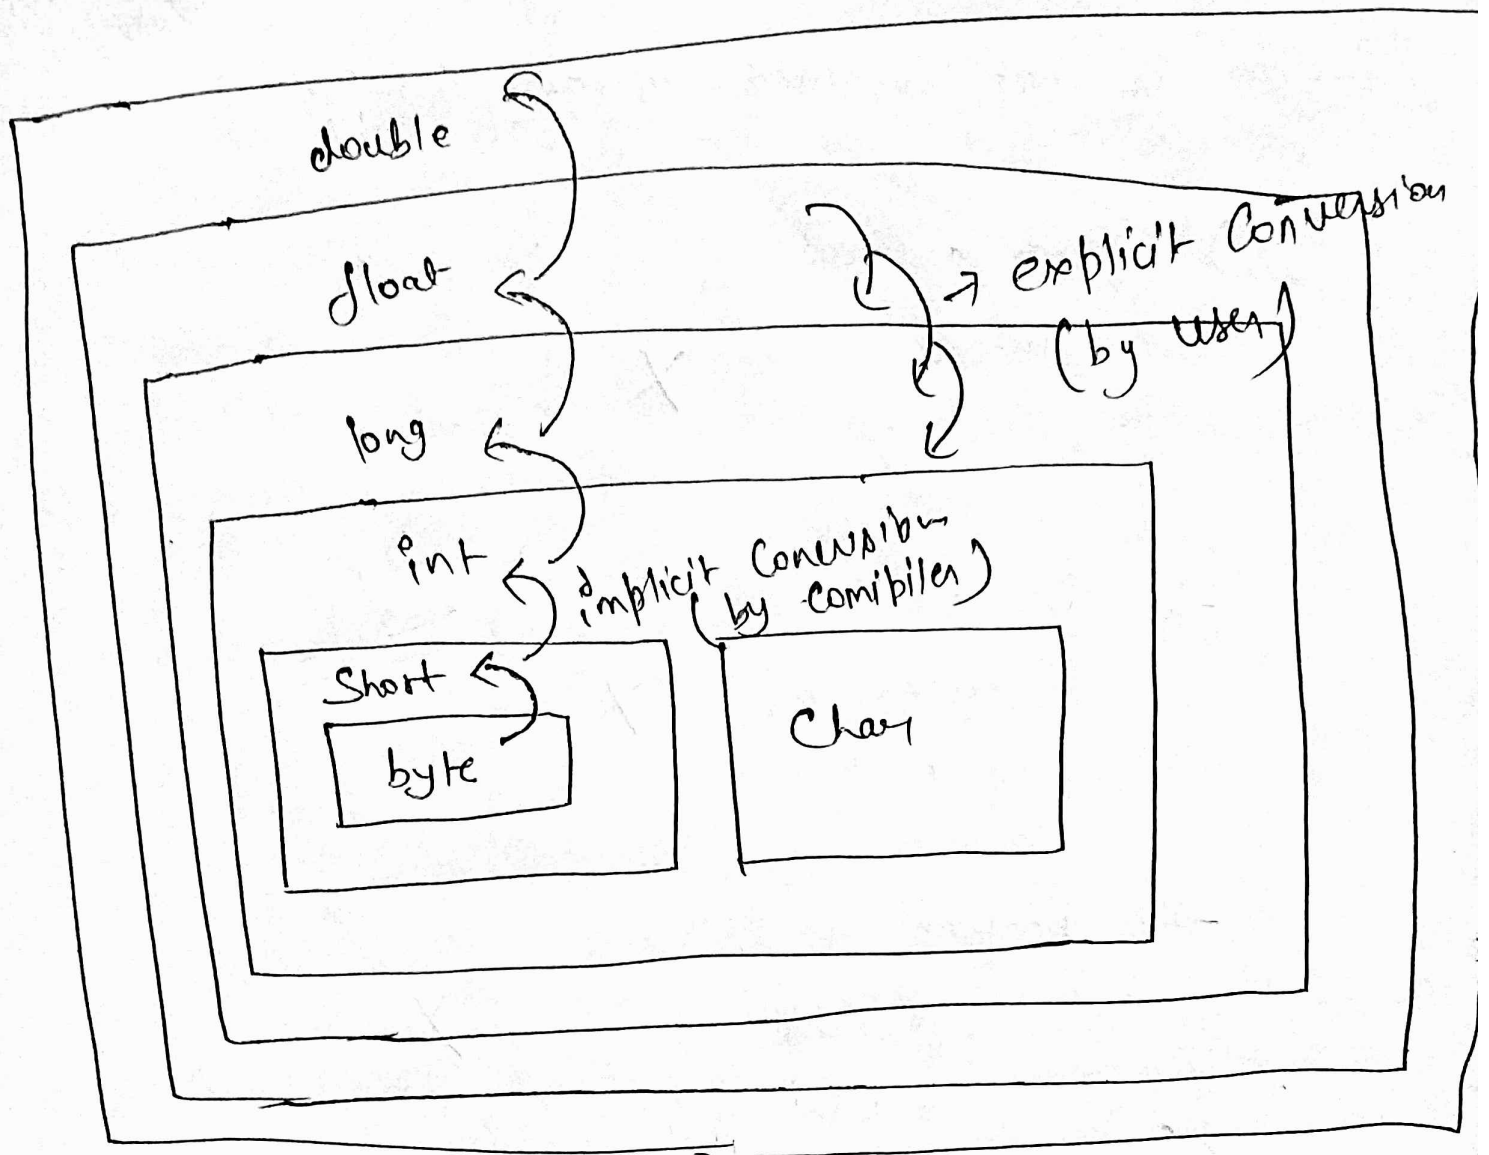 double
float
explicit Conversion
(by user)
long
int
implicit Conversion
(by comibiler)
Short
byte
Char